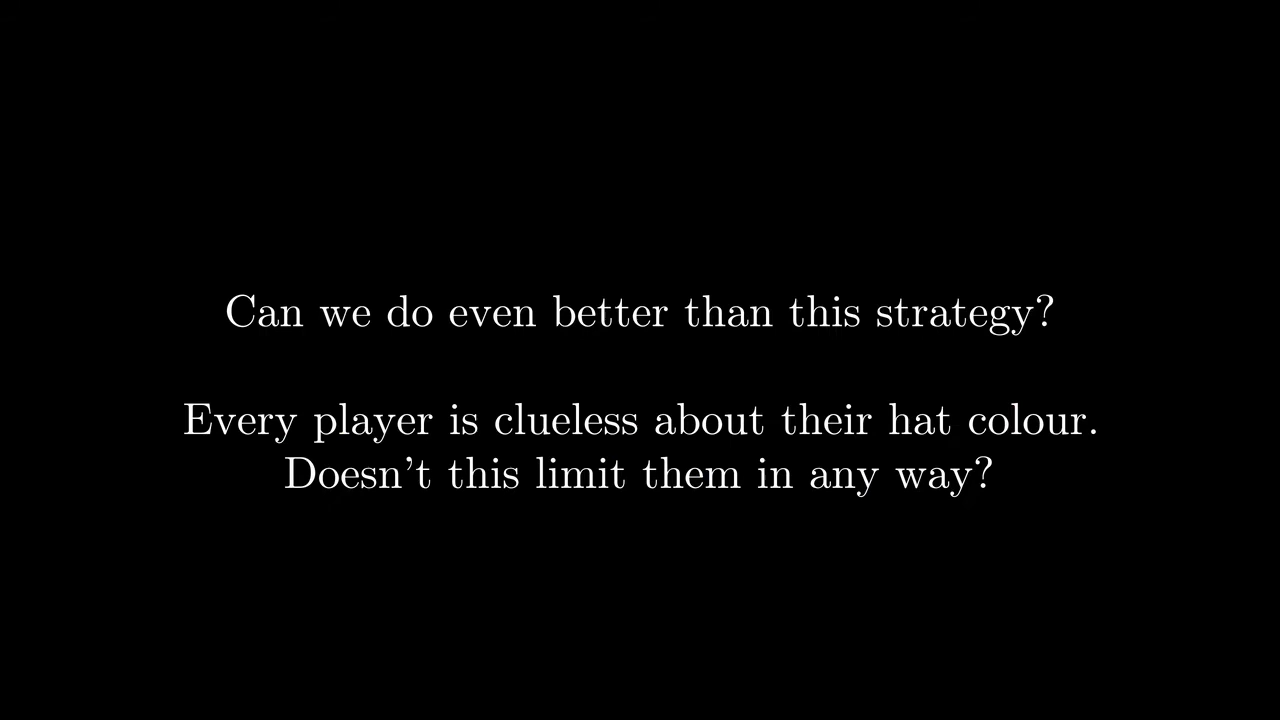 Can we do even better than this strategy?
Every player is clueless about their hat colour.
Doesn't this limit them in any way?